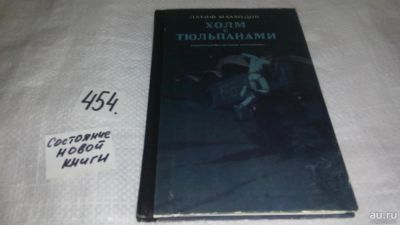 ЛАТИФ МАХМУДОВ
ХОЛМ
С
ТЮЛЬПАНАМИ
454.
Состояние
новой
книги
au.ru